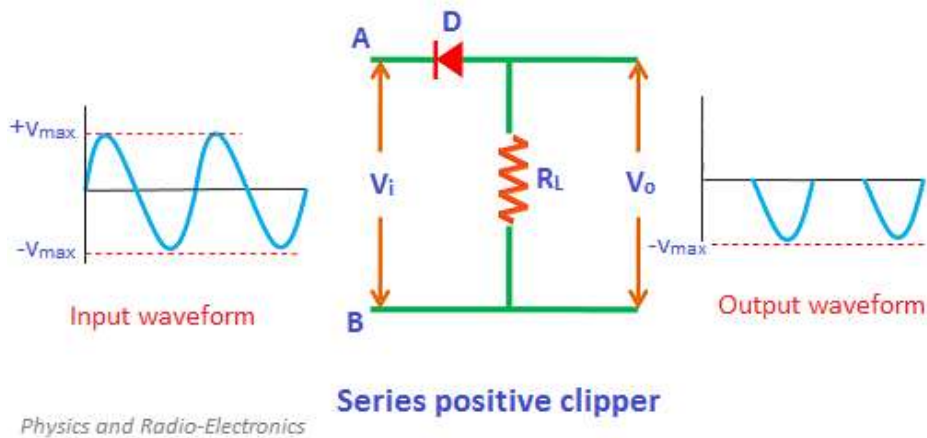 D
A
+Vmax
Vi
RL
Vo
-Vmax
-Vmax
Input waveform
B
Output waveform
Series positive clipper
Physics and Radio-Electronics